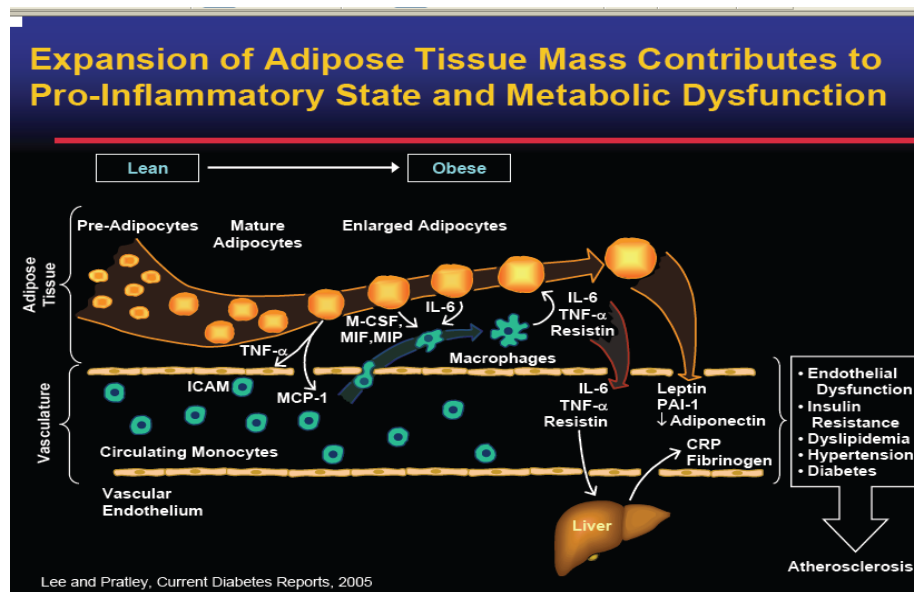 Expansion of Adipose Tissue Mass Contributes to
Pro-Inflammatory State and Metabolic Dysfunction
Lean
Obese
Adipose
Tissue
Pre-Adipocytes
Mature
Adipocytes
Enlarged Adipocytes
TNF-α
M-CSF,
MIF,MIP
IL-6
Macrophages
IL-6
TNF-α
Resistin
Vasculature
ICAM
MCP-1
Circulating Monocytes
IL-6
TNF-α
Resistin
Leptin
PAI-1
↓ Adiponectin
CRP
Fibrinogen
Vascular
Endothelium
Liver
• Endothelial
Dysfunction
• Insulin
Resistance
• Dyslipidemia
• Hypertension
• Diabetes
Atherosclerosis
Lee and Pratley, Current Diabetes Reports, 2005